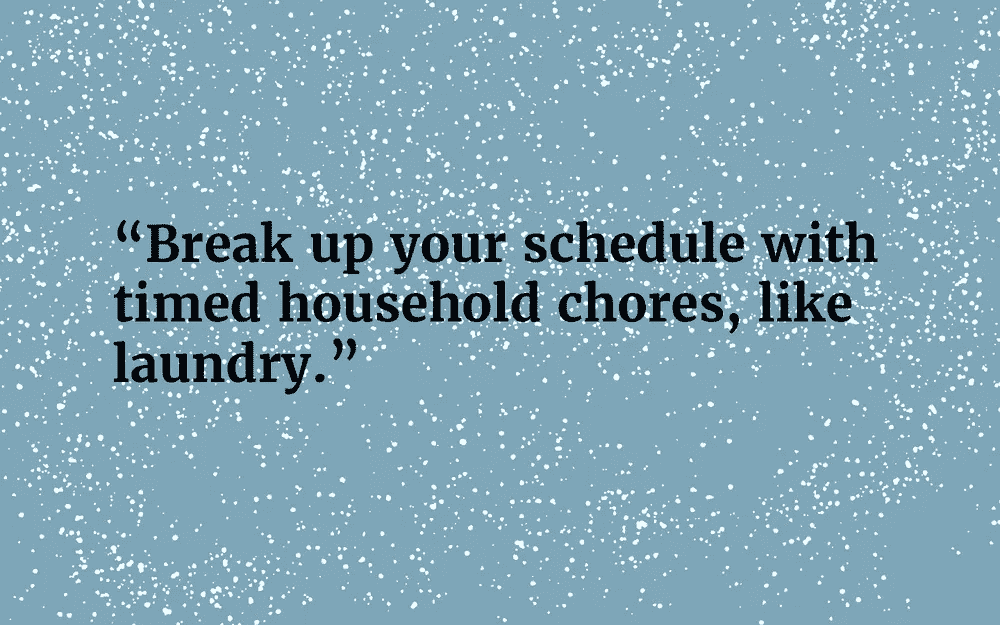 “Break up your schedule with
timed household chores, like
laundry.”